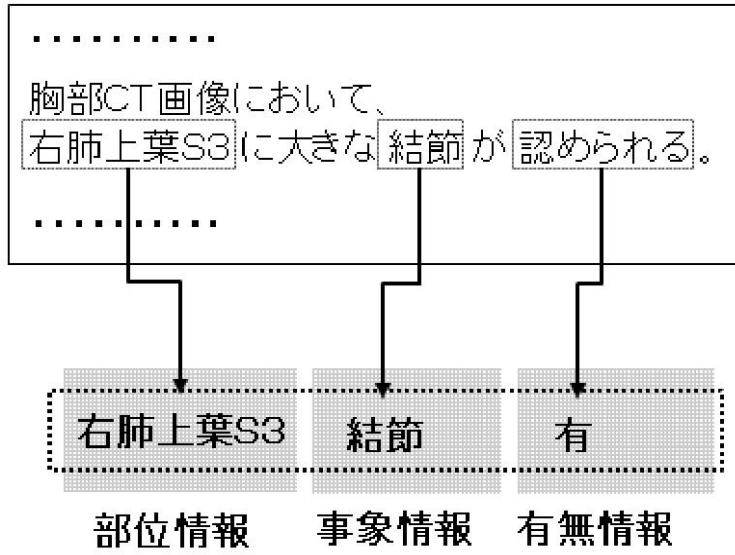 ・・・・・・・・・・
胸部CT画像において、
右肺上葉S3に大きな結節が認められる。
・・・・・・・・・・
右肺上葉S3 結節 有
部位情報 事象情報 有無情報